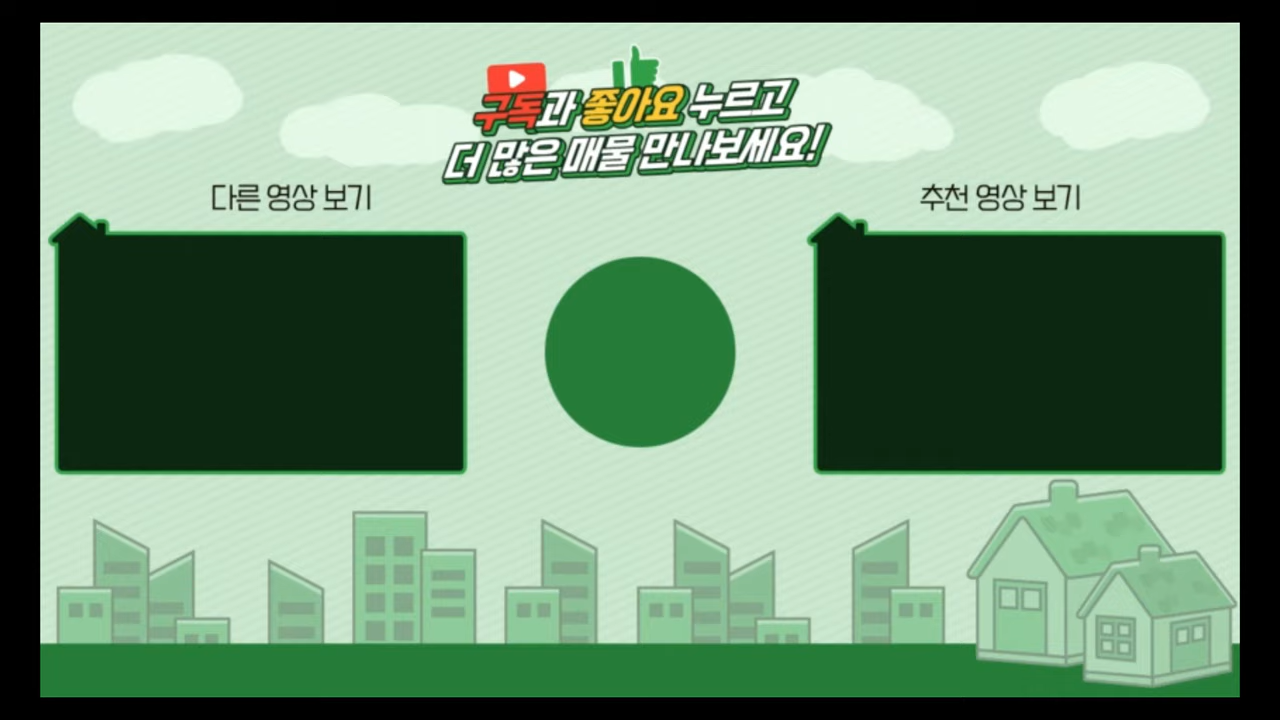 구독과 좋아요 누르고
더 많은 매물 만나보세요!
다른 영상 보기
추천 영상 보기